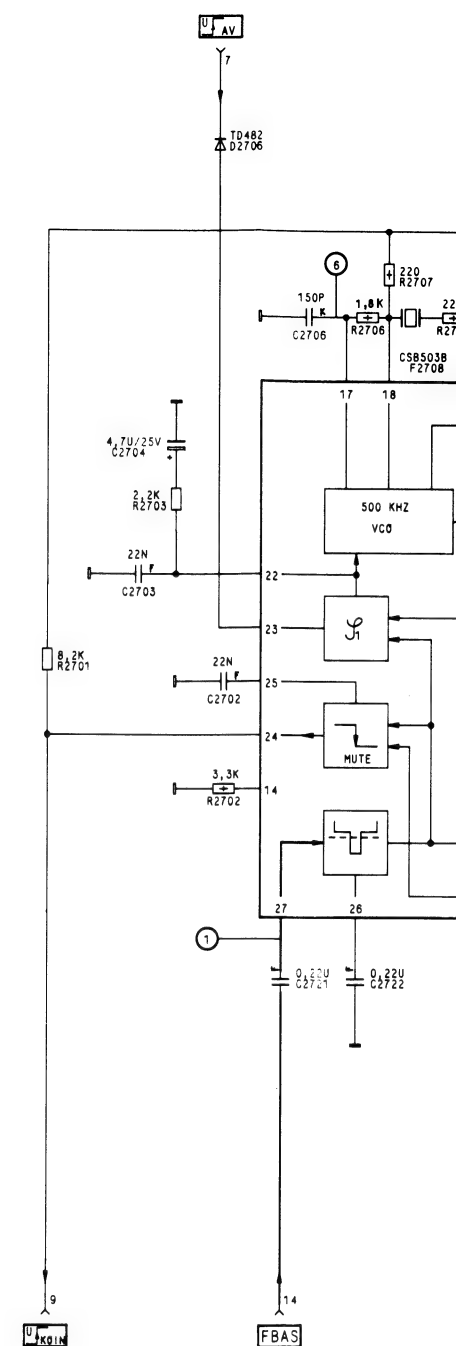 U AV
7
TD482
D2706
6
220
R2707
150P
K
C2706
1,8K
R2706
22
R27
CSB503B
F2708
17
18
4,7U/25V
C2704
+
2,2K
R2703
500 KHZ
VCO
22N
F
C2703
22
23
φ1
8,2K
R2701
22N
F
C2702
25
24
MUTE
3,3K
R2702
14
27
26
1
0,22U
C2721
0,22U
C2722
9
14
U KOIN
FBAS